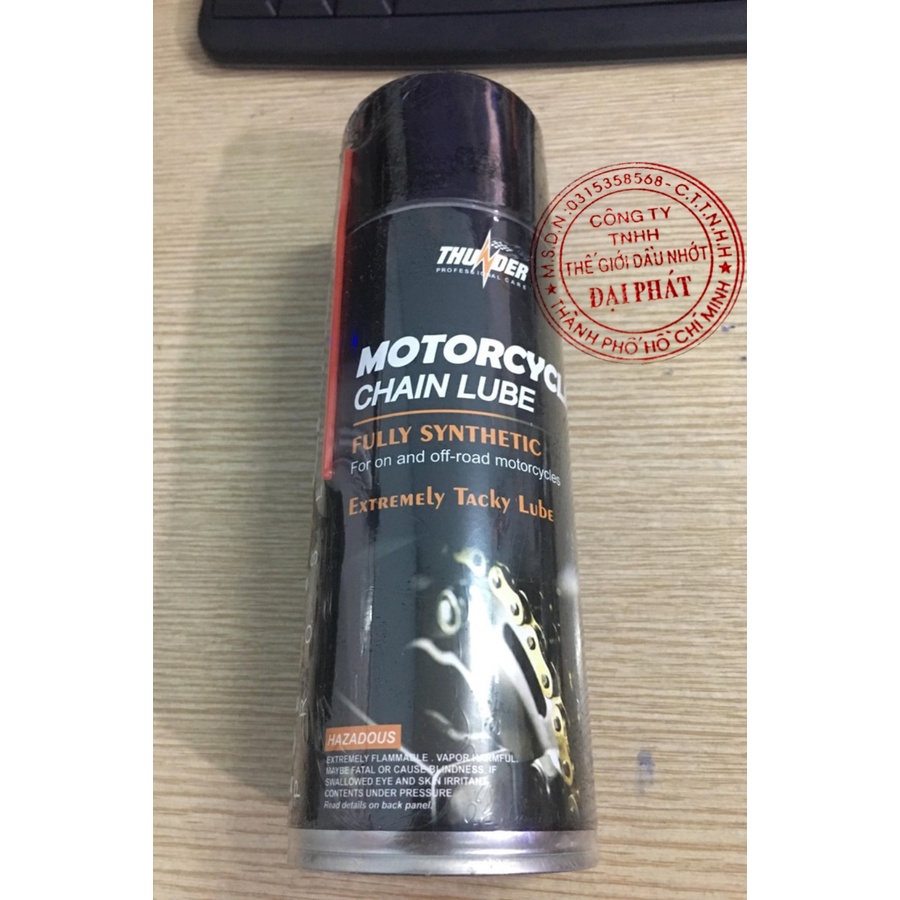 THUNDER
PROFESSIONAL CARE
MOTORCYCL
CHAIN LUBE
FULLY SYNTHETIC
For on and off-road motorcycles
EXTREMELY TACKY LUBE
HAZADOUS
EXTREMELY FLAMMABLE . VAPOR HARMFUL.
MAYBE FATAL OR CAUSE BLINDNESS IF
SWALLOWED EYE AND SKIN IRRITANT
CONTENTS UNDER PRESSURE
Read details on back panel.
M.S.D.N:0315358568-C.T.T.N.H.H
CÔNG TY
TNHH
THẾ GIỚI DẦU NHỚT
ĐẠI PHÁT
★ THÀNH PHỐ HỒ CHÍ MINH ★